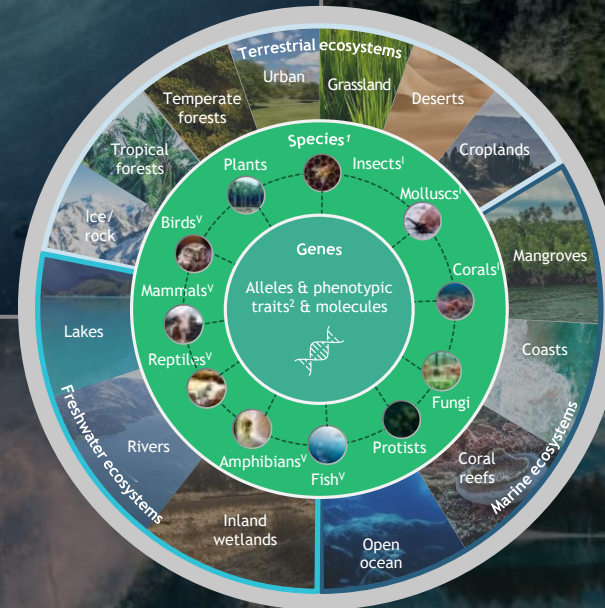 Terrestrial ecosystems
Urban
Grassland
Temperate
forests
Deserts
Tropical
forests
Croplands
Ice/
rock
Species¹
Plants
Insectsᴵ
Molluscsᴵ
Birdsⱽ
Mammalsⱽ
Coralsᴵ
Reptilesⱽ
Fungi
Amphibiansⱽ
Protists
Fishⱽ
Genes
Alleles & phenotypic
traits² & molecules
Mangroves
Coasts
Coral
reefs
Open
ocean
Marine ecosystems
Lakes
Rivers
Inland
wetlands
Freshwater ecosystems